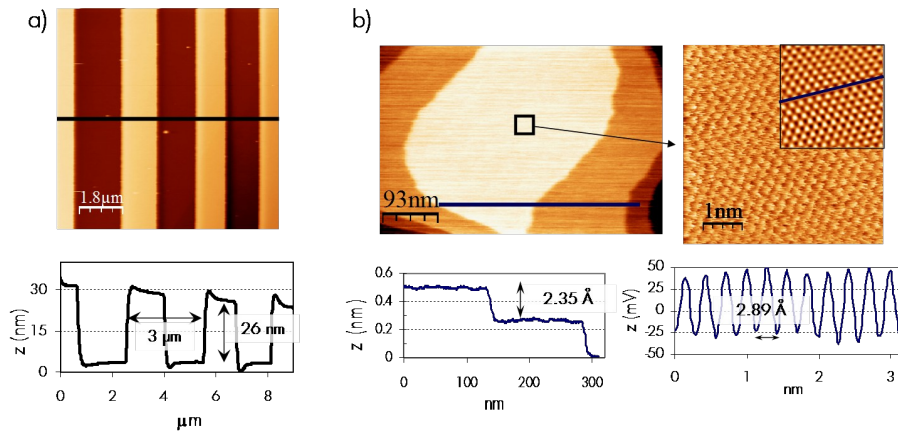 a)
1.8µm
z (nm)
30
15
0
3 µm
26 nm
0 2 4 6 8
µm
b)
93nm
1nm
z (nm)
0.6
0.4
0.2
0
2.35 Å
0 100 200 300
nm
z (mV)
50
25
0
-25
-50
2.89 Å
0 1 2 3
nm